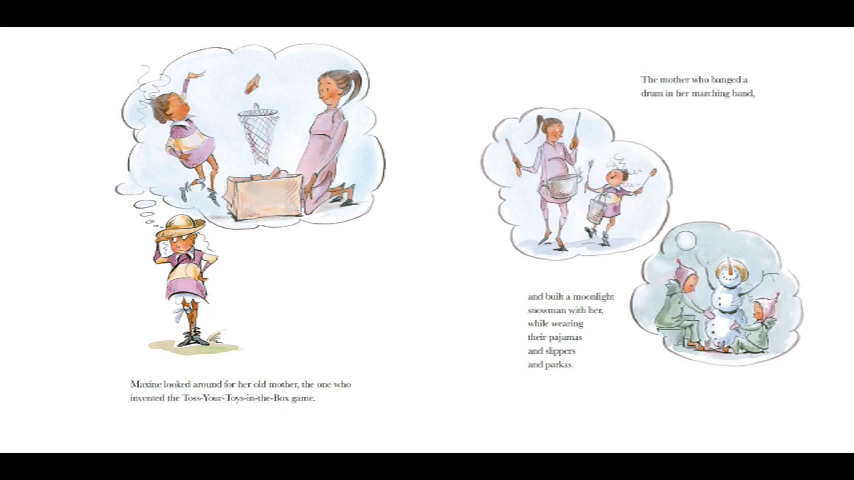 Maxine looked around for her old mother, the one who
invented the Toss-Your-Toys-in-the-Box game.
The mother who banged a
drum in her marching band,
and built a moonlight
snowman with her,
while wearing
their pajamas
and slippers
and parkas.